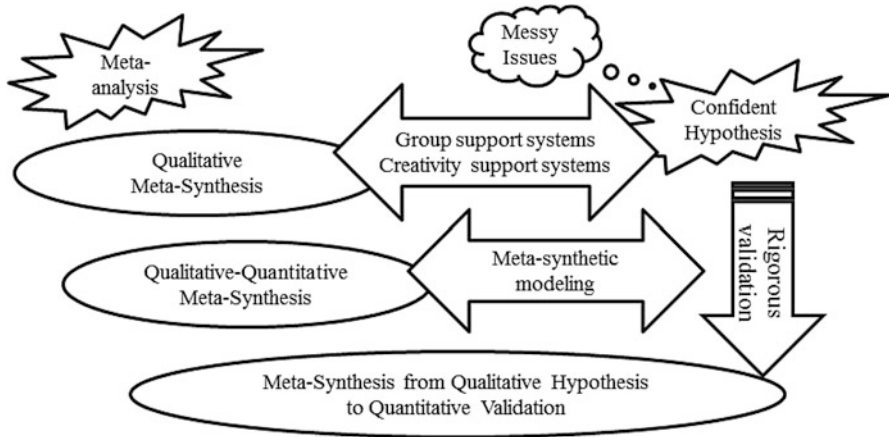 Meta-
analysis
Messy
Issues
Confident
Hypothesis
Qualitative
Meta-Synthesis
Group support systems
Creativity support systems
Qualitative-Quantitative
Meta-Synthesis
Meta-synthetic
modeling
Rigorous
validation
Meta-Synthesis from Qualitative Hypothesis
to Quantitative Validation